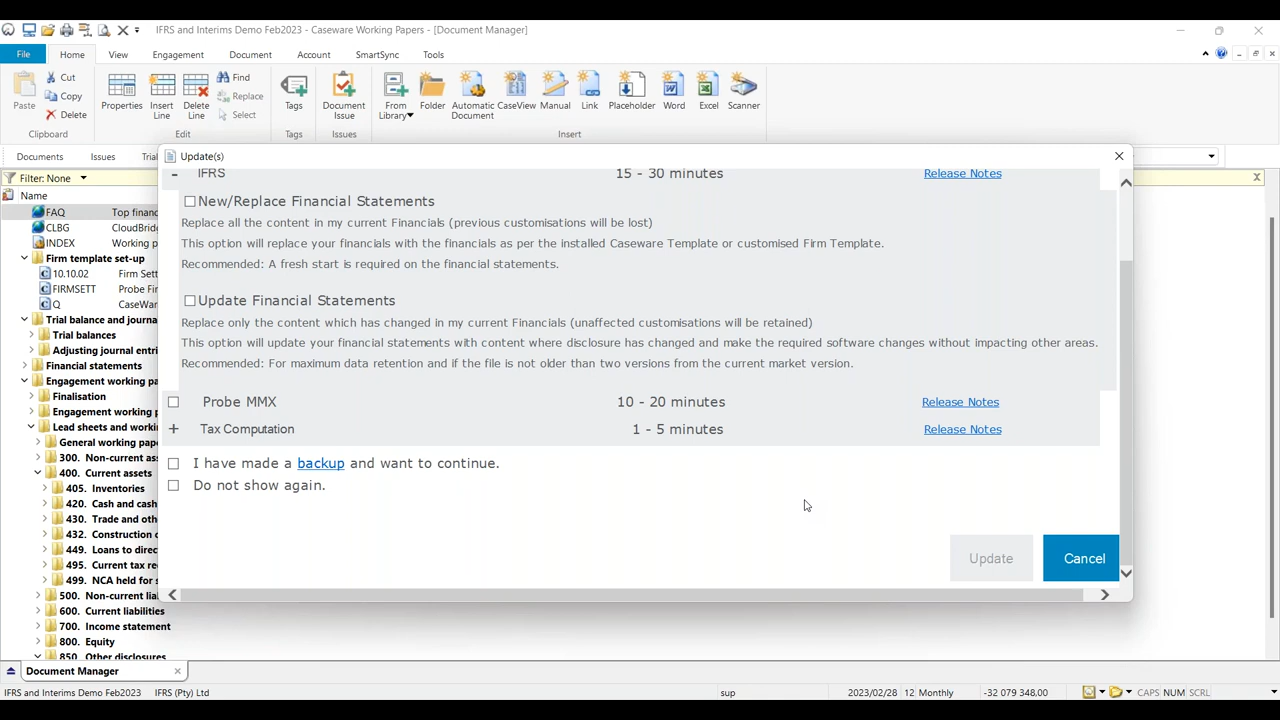 IFRS and Interims Demo Feb2023 - Caseware Working Papers - [Document Manager]
File Home View Engagement Document Account SmartSync Tools
Paste Cut Copy Delete Clipboard
Properties Insert Line Delete Line Find Replace Select Edit
Tags Tags
Document Issue Issues
From Library Folder Automatic Document CaseView Manual Link Placeholder Word Excel Scanner Insert
Documents Issues Trial
Filter: None
Name
FAQ Top financ
CLBG CloudBridg
INDEX Working p
Firm template set-up
10.10.02 Firm Sett
FIRMSETT Probe Fir
Q CaseWar
Trial balance and journa
Trial balances
Adjusting journal entri
Financial statements
Engagement working pa
Finalisation
Engagement working p
Lead sheets and workin
General working pape
300. Non-current ass
400. Current assets
405. Inventories
420. Cash and cash
430. Trade and oth
432. Construction c
449. Loans to direc
495. Current tax re
499. NCA held for s
500. Non-current lia
600. Current liabilities
700. Income statement
800. Equity
850. Other disclosures
Update(s)
- IFRS 15 - 30 minutes Release Notes
New/Replace Financial Statements
Replace all the content in my current Financials (previous customisations will be lost)
This option will replace your financials with the financials as per the installed Caseware Template or customised Firm Template.
Recommended: A fresh start is required on the financial statements.
Update Financial Statements
Replace only the content which has changed in my current Financials (unaffected customisations will be retained)
This option will update your financial statements with content where disclosure has changed and make the required software changes without impacting other areas.
Recommended: For maximum data retention and if the file is not older than two versions from the current market version.
Probe MMX 10 - 20 minutes Release Notes
+ Tax Computation 1 - 5 minutes Release Notes
I have made a backup and want to continue.
Do not show again.
Update Cancel
Document Manager
IFRS and Interims Demo Feb2023 IFRS (Pty) Ltd sup 2023/02/28 12 Monthly -32 079 348,00 CAPS NUM SCRL